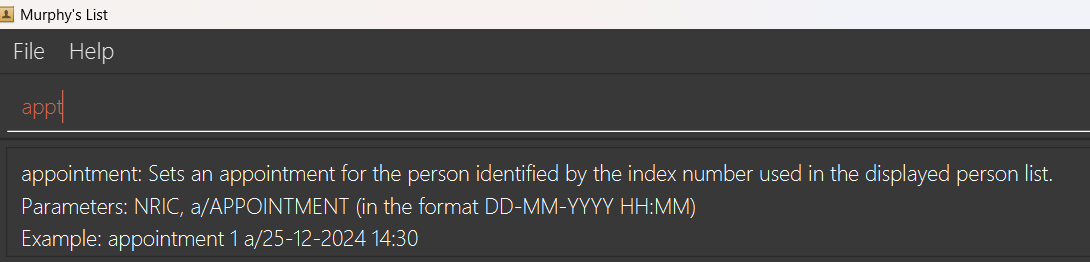 Murphy's List
File Help
appt
appointment: Sets an appointment for the person identified by the index number used in the displayed person list.
Parameters: NRIC, a/APPOINTMENT (in the format DD-MM-YYYY HH:MM)
Example: appointment 1 a/25-12-2024 14:30